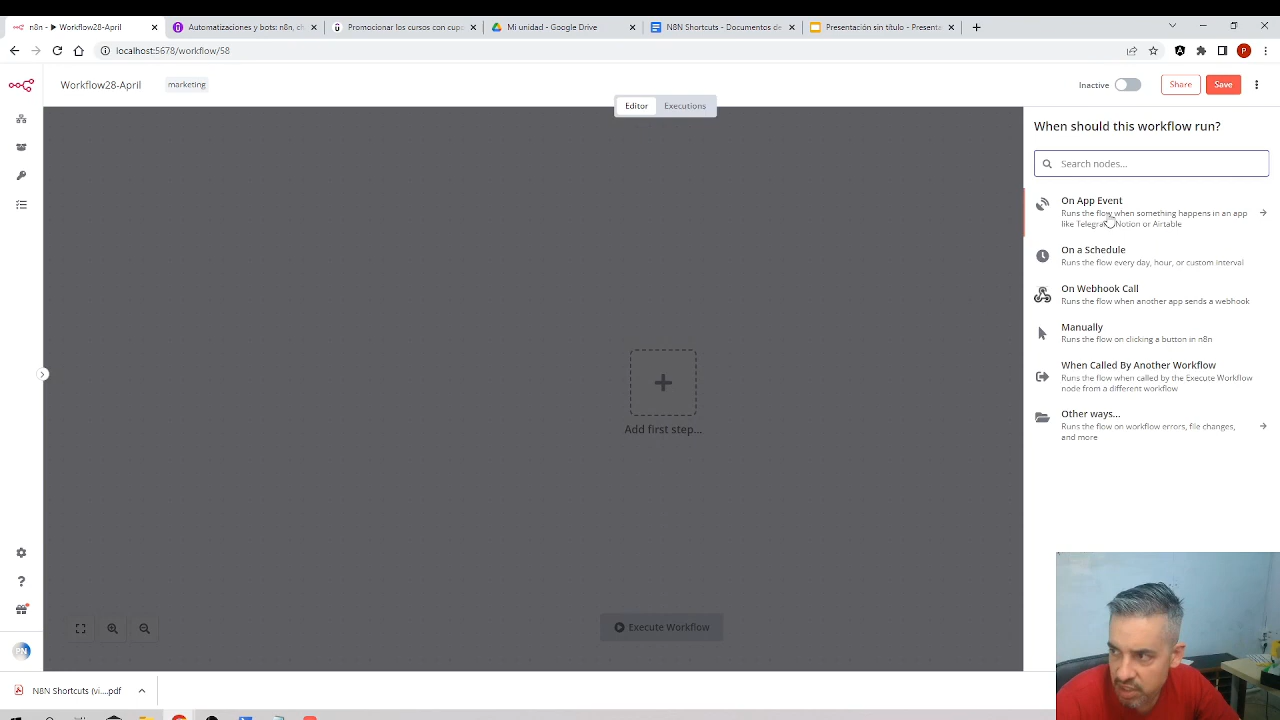 n8n - ▶ Workflow28-April
Automatizaciones y bots: n8n, ch
Promocionar los cursos con cup
Mi unidad - Google Drive
N8N Shortcuts - Documentos de
Presentación sin título - Present
localhost:5678/workflow/58
P
Workflow28-April
marketing
Inactive
Share
Save
Editor
Executions
When should this workflow run?
Search nodes...
On App Event
Runs the flow when something happens in an app
like Telegram, Notion or Airtable
On a Schedule
Runs the flow every day, hour, or custom interval
On Webhook Call
Runs the flow when another app sends a webhook
Manually
Runs the flow on clicking a button in n8n
When Called By Another Workflow
Runs the flow when called by the Execute Workflow
node from a different workflow
Other ways...
Runs the flow on workflow errors, file changes,
and more
Add first step...
Execute Workflow
PN
N8N Shortcuts (vi....pdf